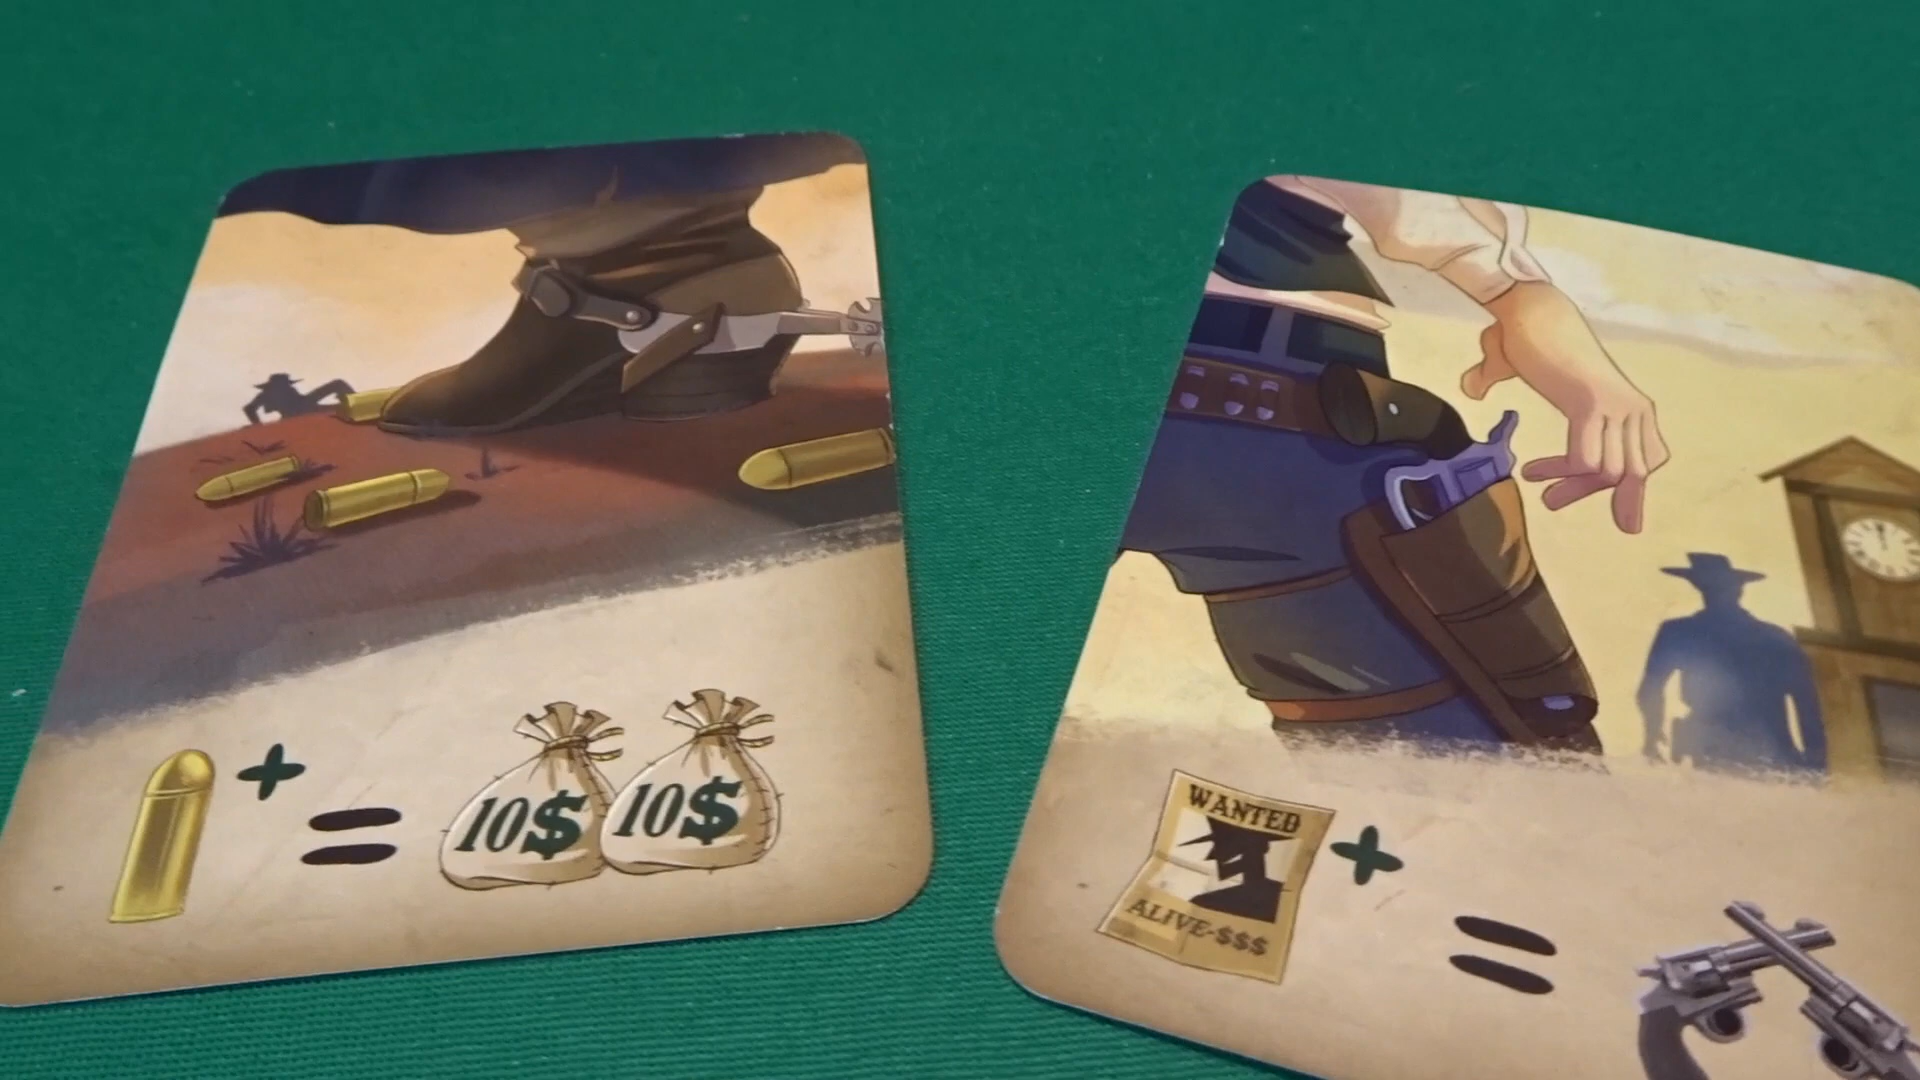 + = 10$ 10$
WANTED
ALIVE-$$$
+ =